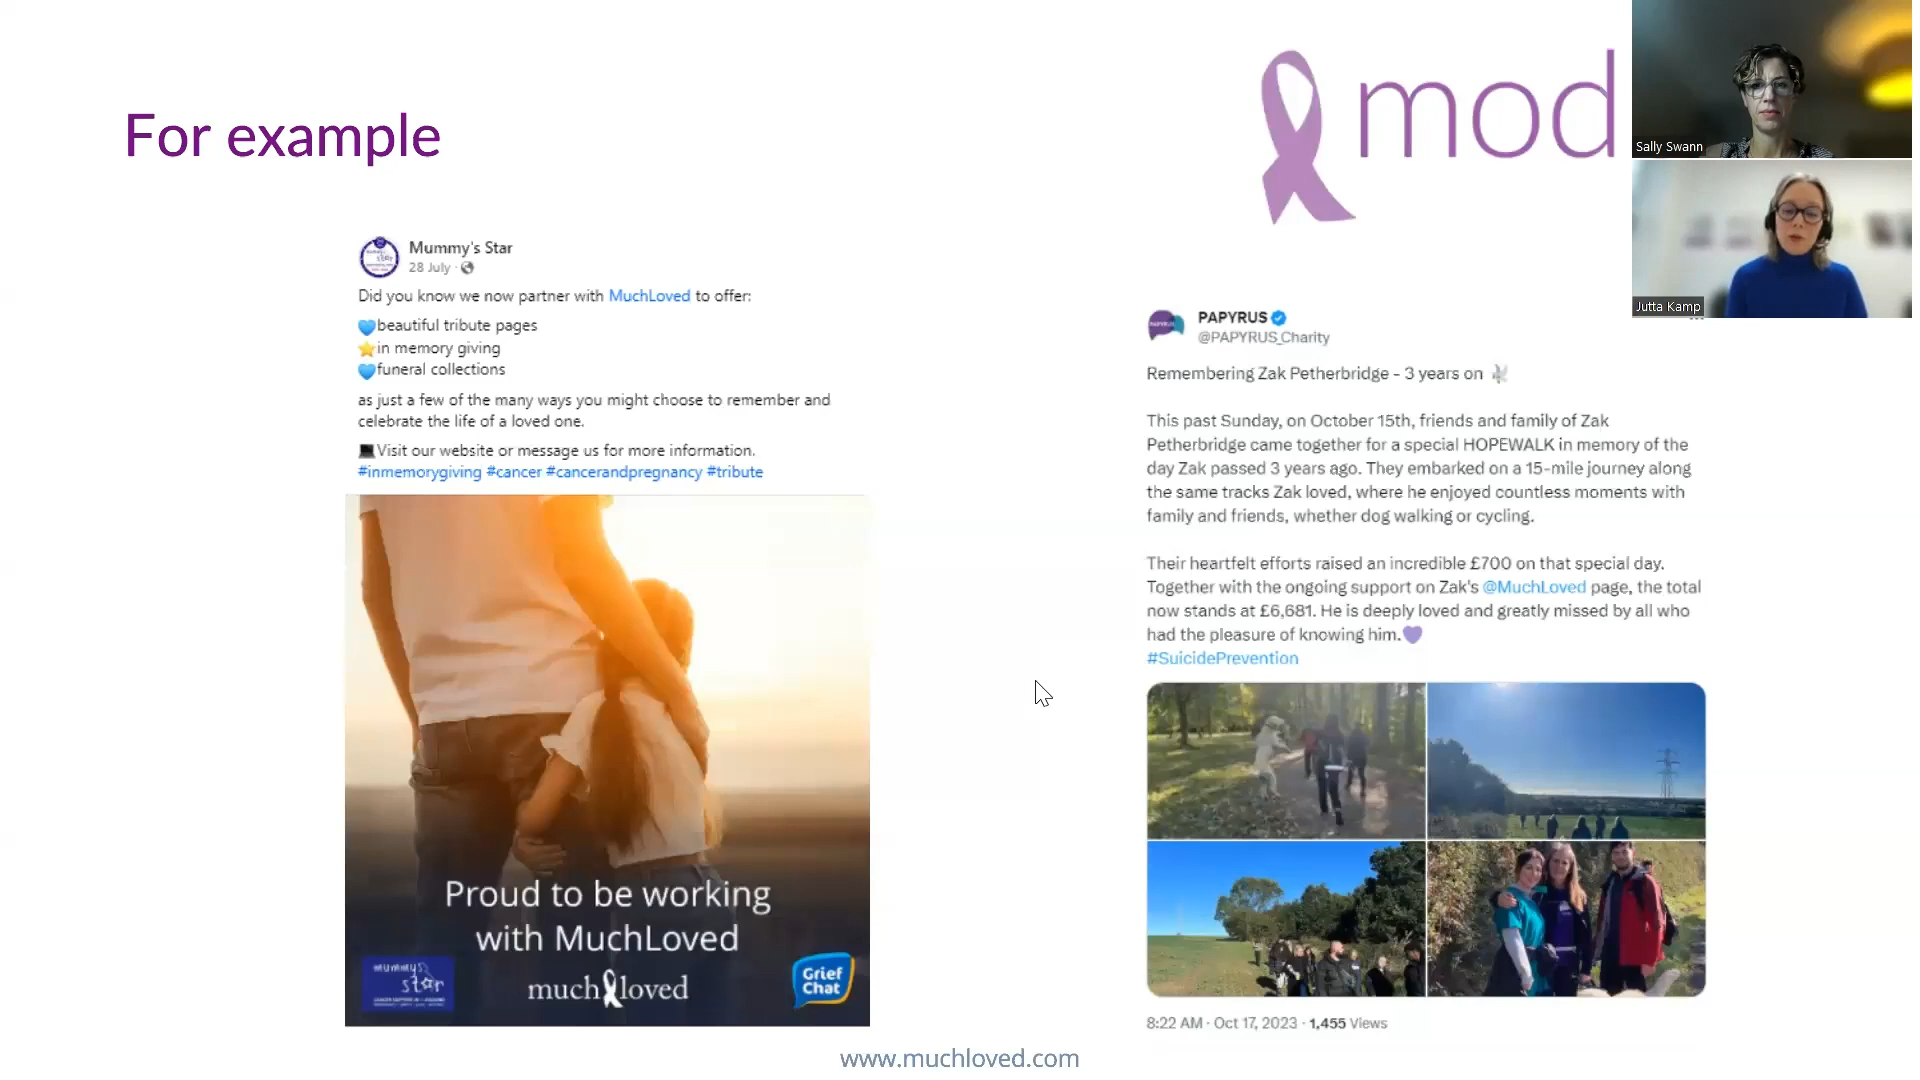 For example
mod
Sally Swann
Jutta Kamp
Mummy's Star
28 July ·
Did you know we now partner with MuchLoved to offer:
beautiful tribute pages
in memory giving
funeral collections
as just a few of the many ways you might choose to remember and
celebrate the life of a loved one.
Visit our website or message us for more information.
#inmemorygiving #cancer #cancerandpregnancy #tribute
Proud to be working
with MuchLoved
mummy's
star
much loved
Grief
Chat
PAPYRUS
@PAPYRUS_Charity
Remembering Zak Petherbridge - 3 years on
This past Sunday, on October 15th, friends and family of Zak
Petherbridge came together for a special HOPEWALK in memory of the
day Zak passed 3 years ago. They embarked on a 15-mile journey along
the same tracks Zak loved, where he enjoyed countless moments with
family and friends, whether dog walking or cycling.
Their heartfelt efforts raised an incredible £700 on that special day.
Together with the ongoing support on Zak's @MuchLoved page, the total
now stands at £6,681. He is deeply loved and greatly missed by all who
had the pleasure of knowing him.
#SuicidePrevention
8:22 AM · Oct 17, 2023 · 1,455 Views
www.muchloved.com